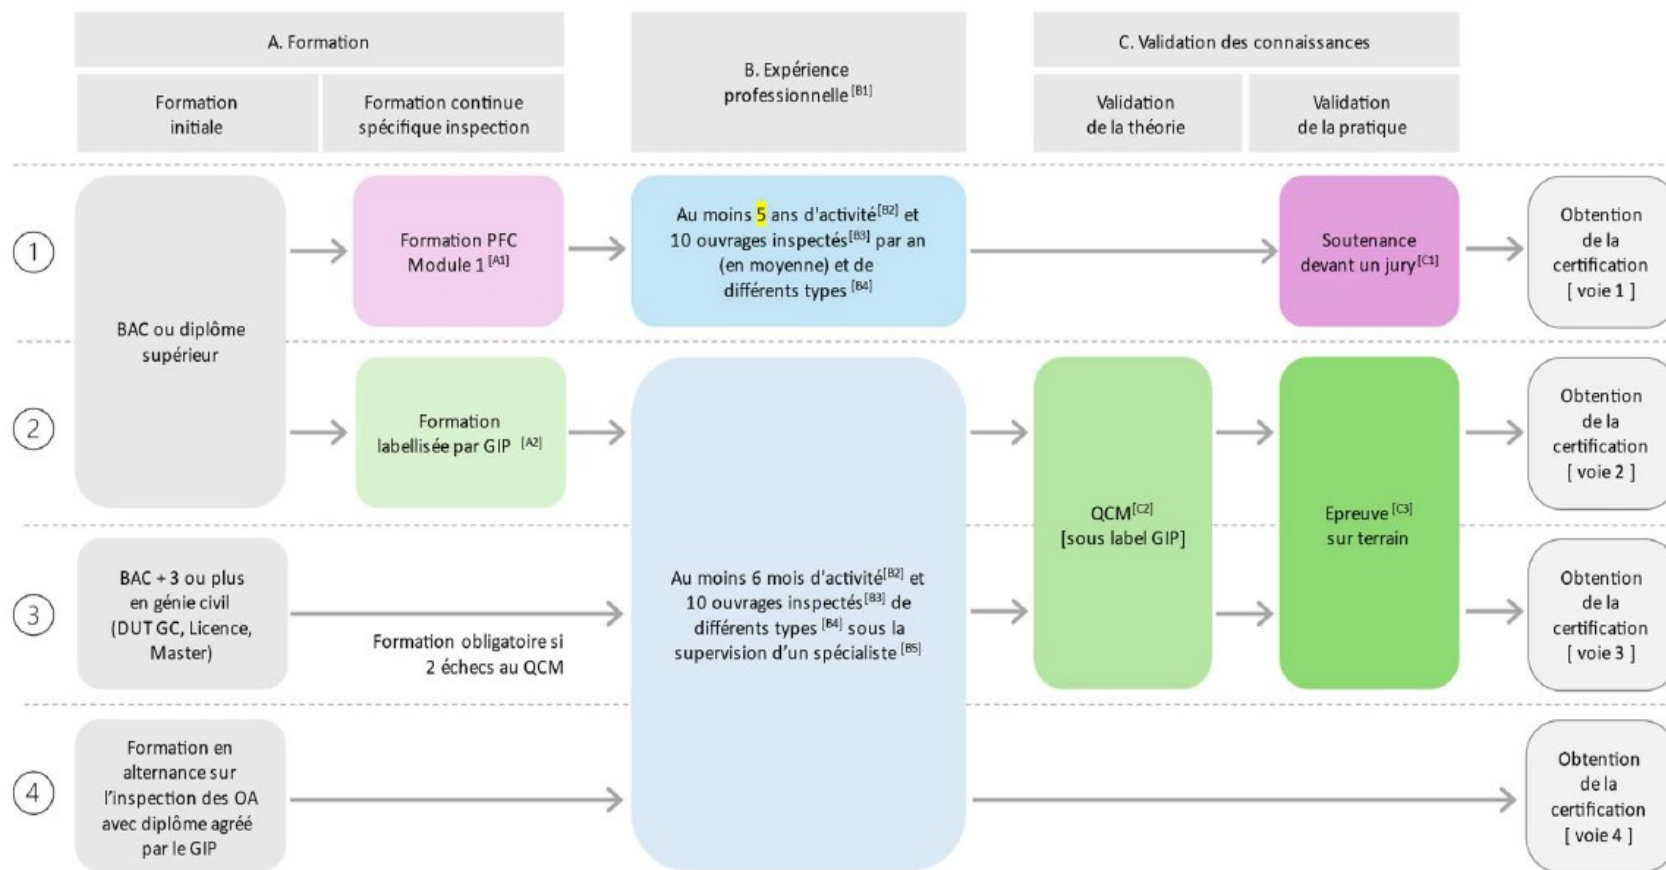 A. Formation
B. Expérience
professionnelle [B1]
C. Validation des connaissances
Formation
initiale
Formation continue
spécifique inspection
Validation
de la théorie
Validation
de la pratique
1
BAC ou diplôme
supérieur
Formation PFC
Module 1 [A1]
Au moins 5 ans d'activité[B2] et
10 ouvrages inspectés[B3] par an
(en moyenne) et de
différents types [B4]
Soutenance
devant un jury[C1]
Obtention
de la
certification
[ voie 1 ]
2
Formation
labellisée par GIP [A2]
Au moins 6 mois d'activité[B2] et
10 ouvrages inspectés[B3] de
différents types [B4] sous la
supervision d'un spécialiste [B5]
QCM[C2]
[sous label GIP]
Epreuve [C3]
sur terrain
Obtention
de la
certification
[ voie 2 ]
3
BAC + 3 ou plus
en génie civil
(DUT GC, Licence,
Master)
Formation obligatoire si
2 échecs au QCM
Obtention
de la
certification
[ voie 3 ]
4
Formation en
alternance sur
l'inspection des OA
avec diplôme agréé
par le GIP
Obtention
de la
certification
[ voie 4 ]